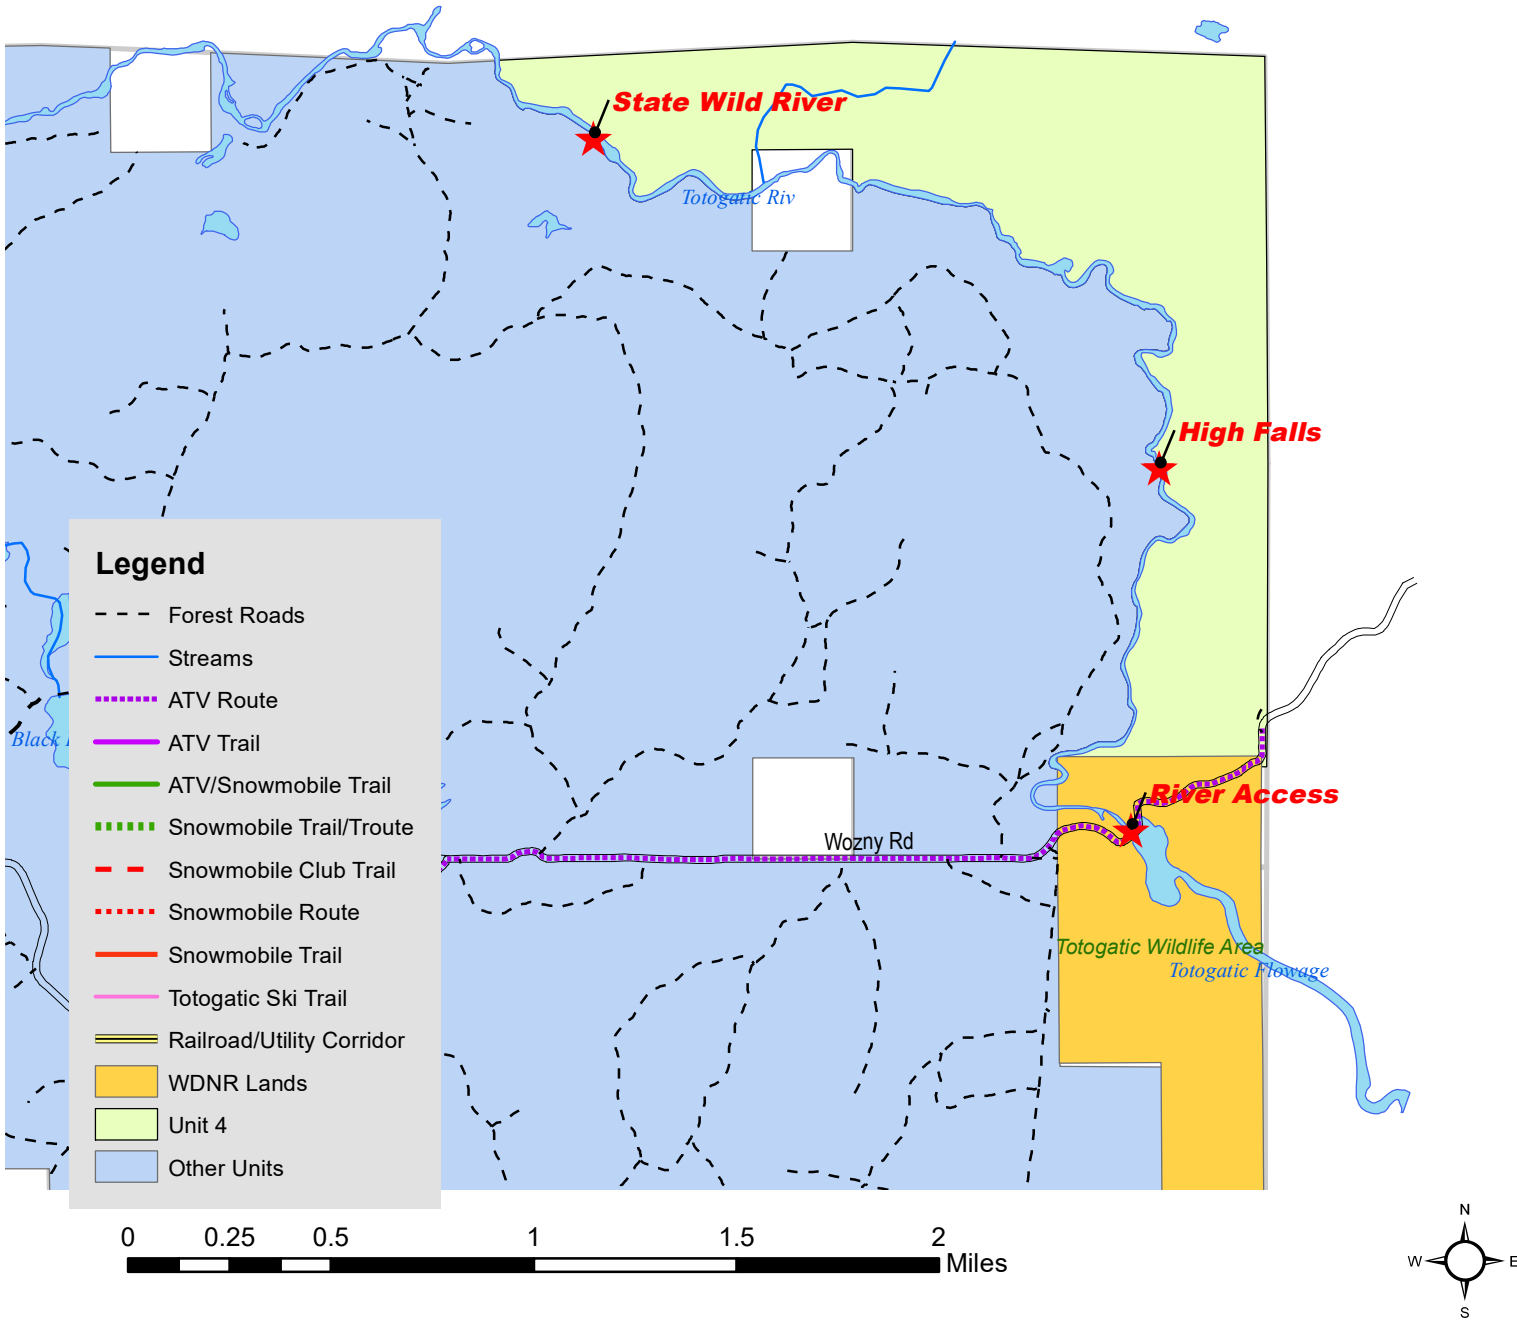 State Wild River
Totogatic Riv
High Falls
Legend
Forest Roads
Streams
ATV Route
ATV Trail
ATV/Snowmobile Trail
Snowmobile Trail/Troute
Snowmobile Club Trail
Snowmobile Route
Snowmobile Trail
Totogatic Ski Trail
Railroad/Utility Corridor
WDNR Lands
Unit 4
Other Units
Black
River Access
Wozny Rd
Totogatic Wildlife Area
Totogatic Flowage
0 0.25 0.5 1 1.5 2
Miles
N
W E
S